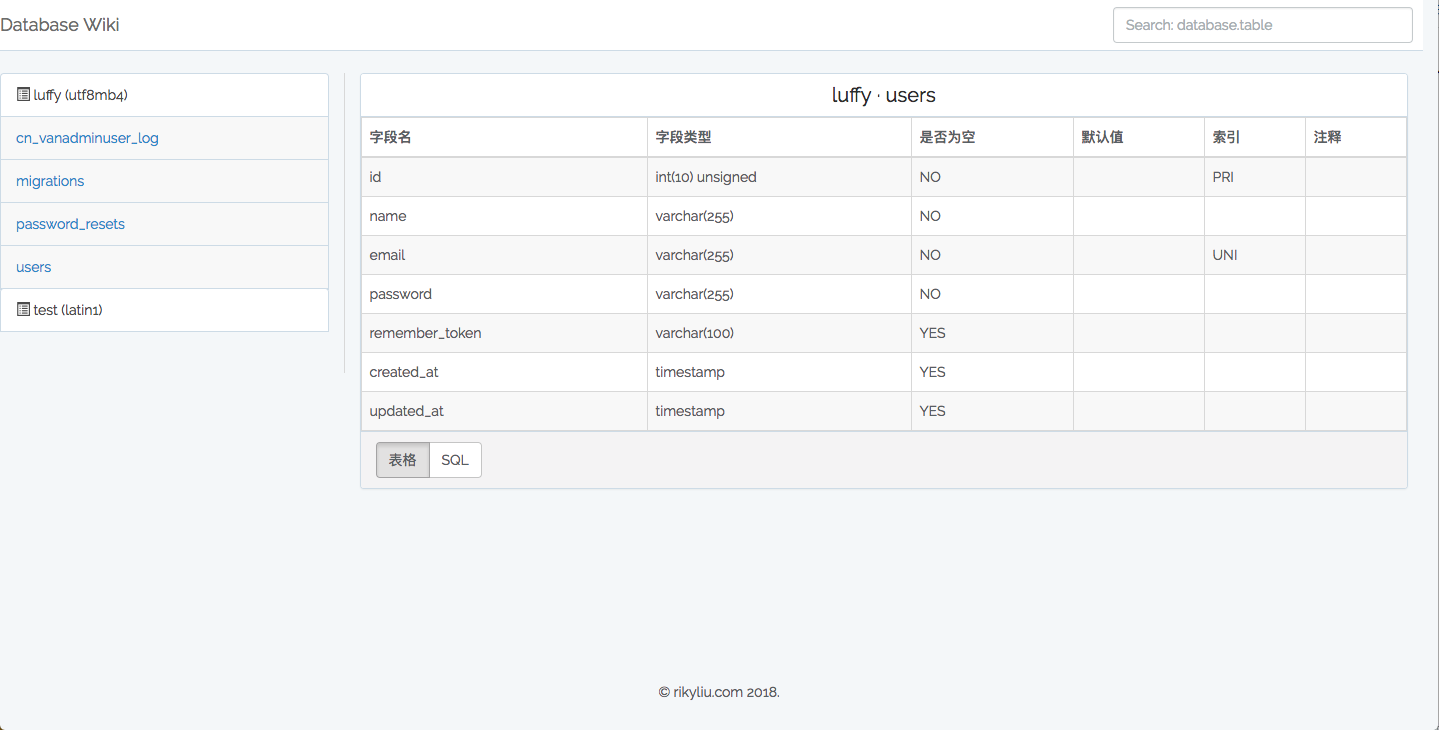 Database Wiki
Search: database.table
luffy (utf8mb4)
cn_vanadminuser_log
migrations
password_resets
users
test (latin1)
luffy · users
字段名 字段类型 是否为空 默认值 索引 注释
id int(10) unsigned NO PRI
name varchar(255) NO
email varchar(255) NO UNI
password varchar(255) NO
remember_token varchar(100) YES
created_at timestamp YES
updated_at timestamp YES
表格 SQL
© rikyliu.com 2018.